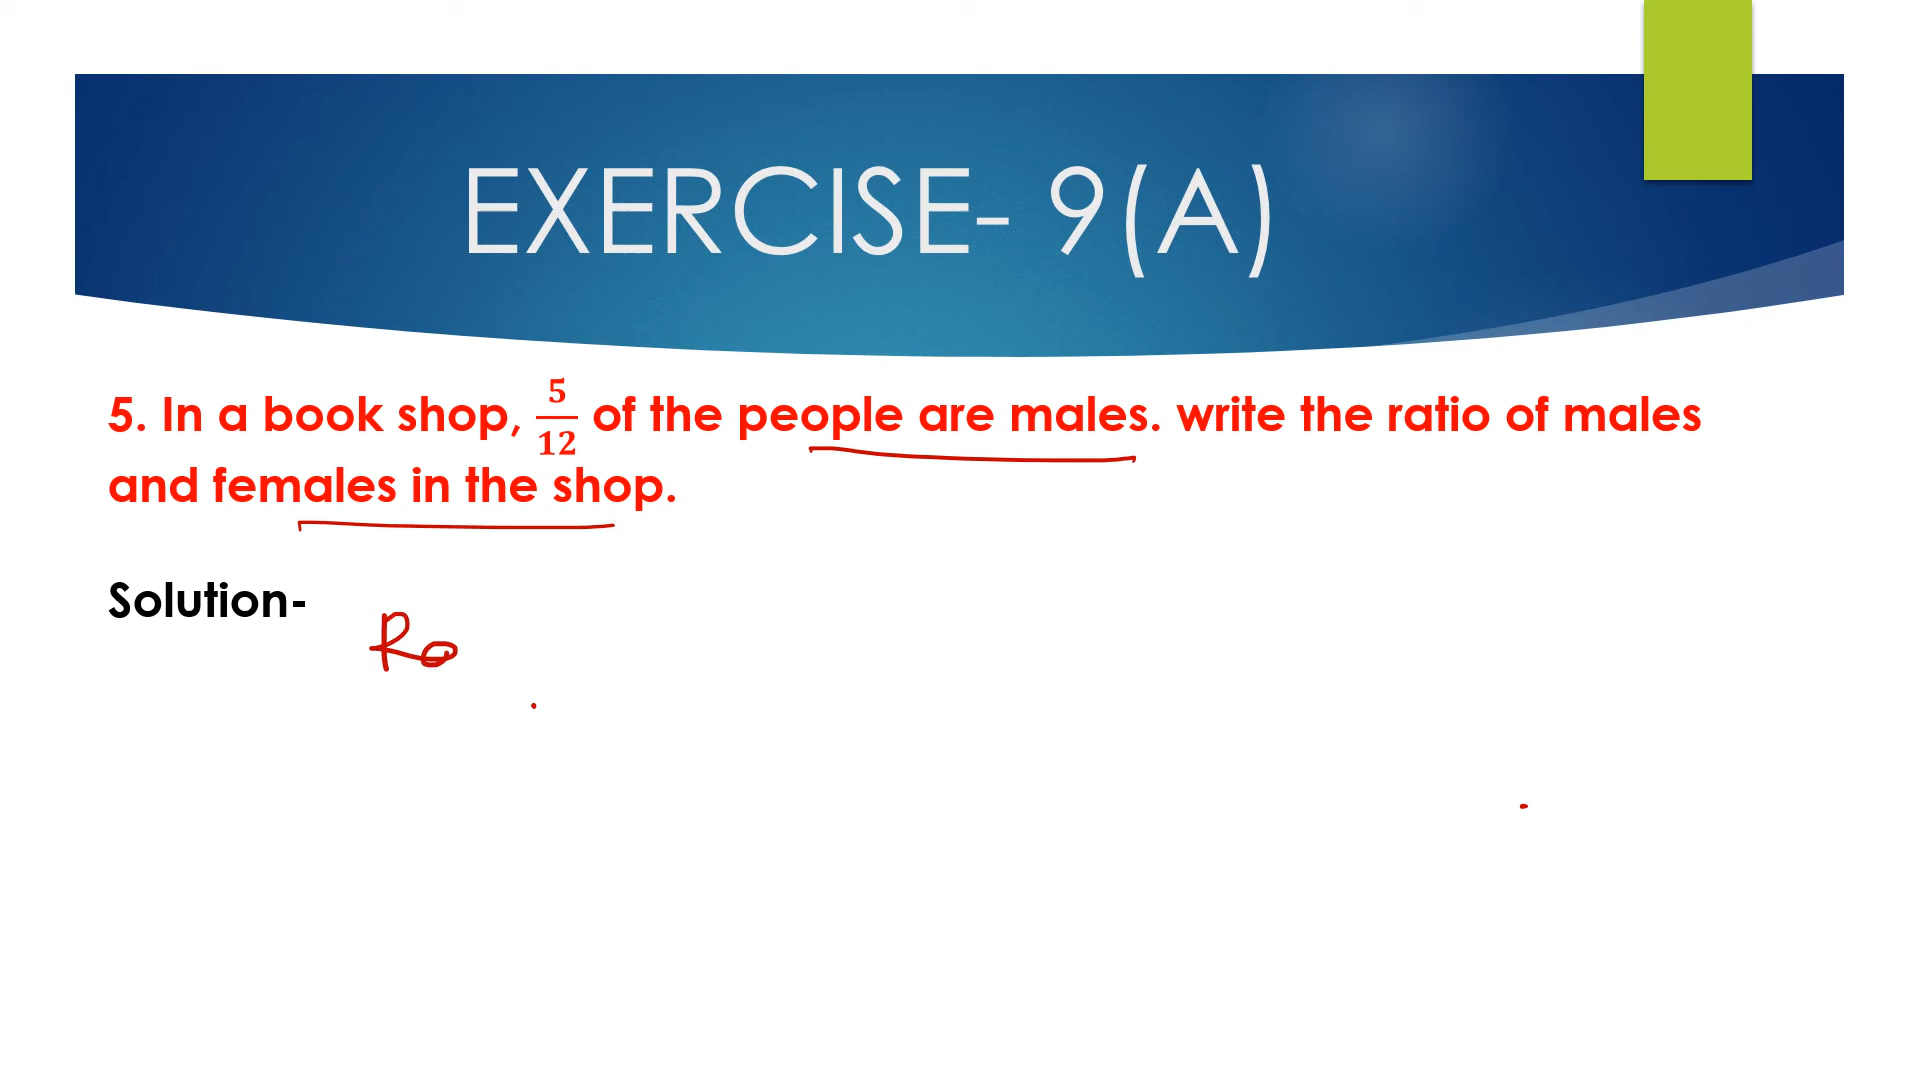 EXERCISE- 9(A)
5. In a book shop, 5/12 of the people are males. write the ratio of males
and females in the shop.
Solution-
Ra